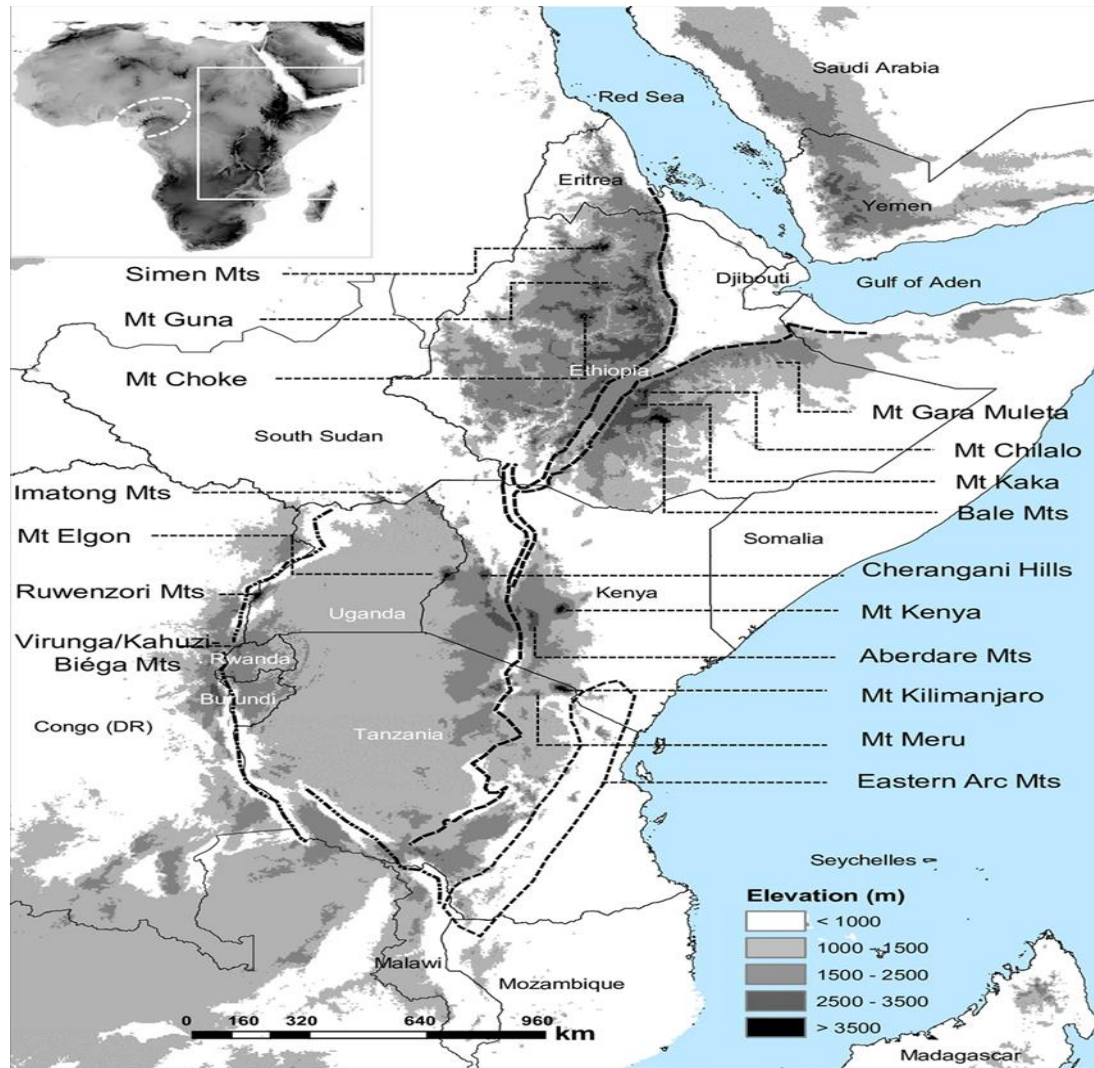 Saudi Arabia
Red Sea
Eritrea
Yemen
Simen Mts
Djibouti
Gulf of Aden
Mt Guna
Mt Choke
Ethiopia
Mt Gara Muleta
South Sudan
Mt Chilalo
Mt Kaka
Imatong Mts
Bale Mts
Mt Elgon
Somalia
Cherangani Hills
Ruwenzori Mts
Kenya
Uganda
Mt Kenya
Virunga/Kahuzi-
Biéga Mts
Rwanda
Aberdare Mts
Burundi
Mt Kilimanjaro
Congo (DR)
Tanzania
Mt Meru
Eastern Arc Mts
Seychelles
Elevation (m)
< 1000
1000 - 1500
1500 - 2500
2500 - 3500
> 3500
Malawi
Mozambique
0 160 320 640 960
km
Madagascar